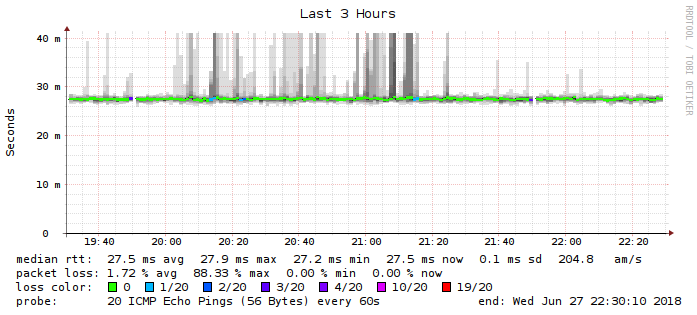 Last 3 Hours
RRDTOOL / TOBI OETIKER
Seconds
40 m
30 m
20 m
10 m
0
19:40 20:00 20:20 20:40 21:00 21:20 21:40 22:00 22:20
median rtt: 27.5 ms avg 27.9 ms max 27.2 ms min 27.5 ms now 0.1 ms sd 204.8 am/s
packet loss: 1.72 % avg 88.33 % max 0.00 % min 0.00 % now
loss color: 0 1/20 2/20 3/20 4/20 10/20 19/20
probe: 20 ICMP Echo Pings (56 Bytes) every 60s end: Wed Jun 27 22:30:10 2018